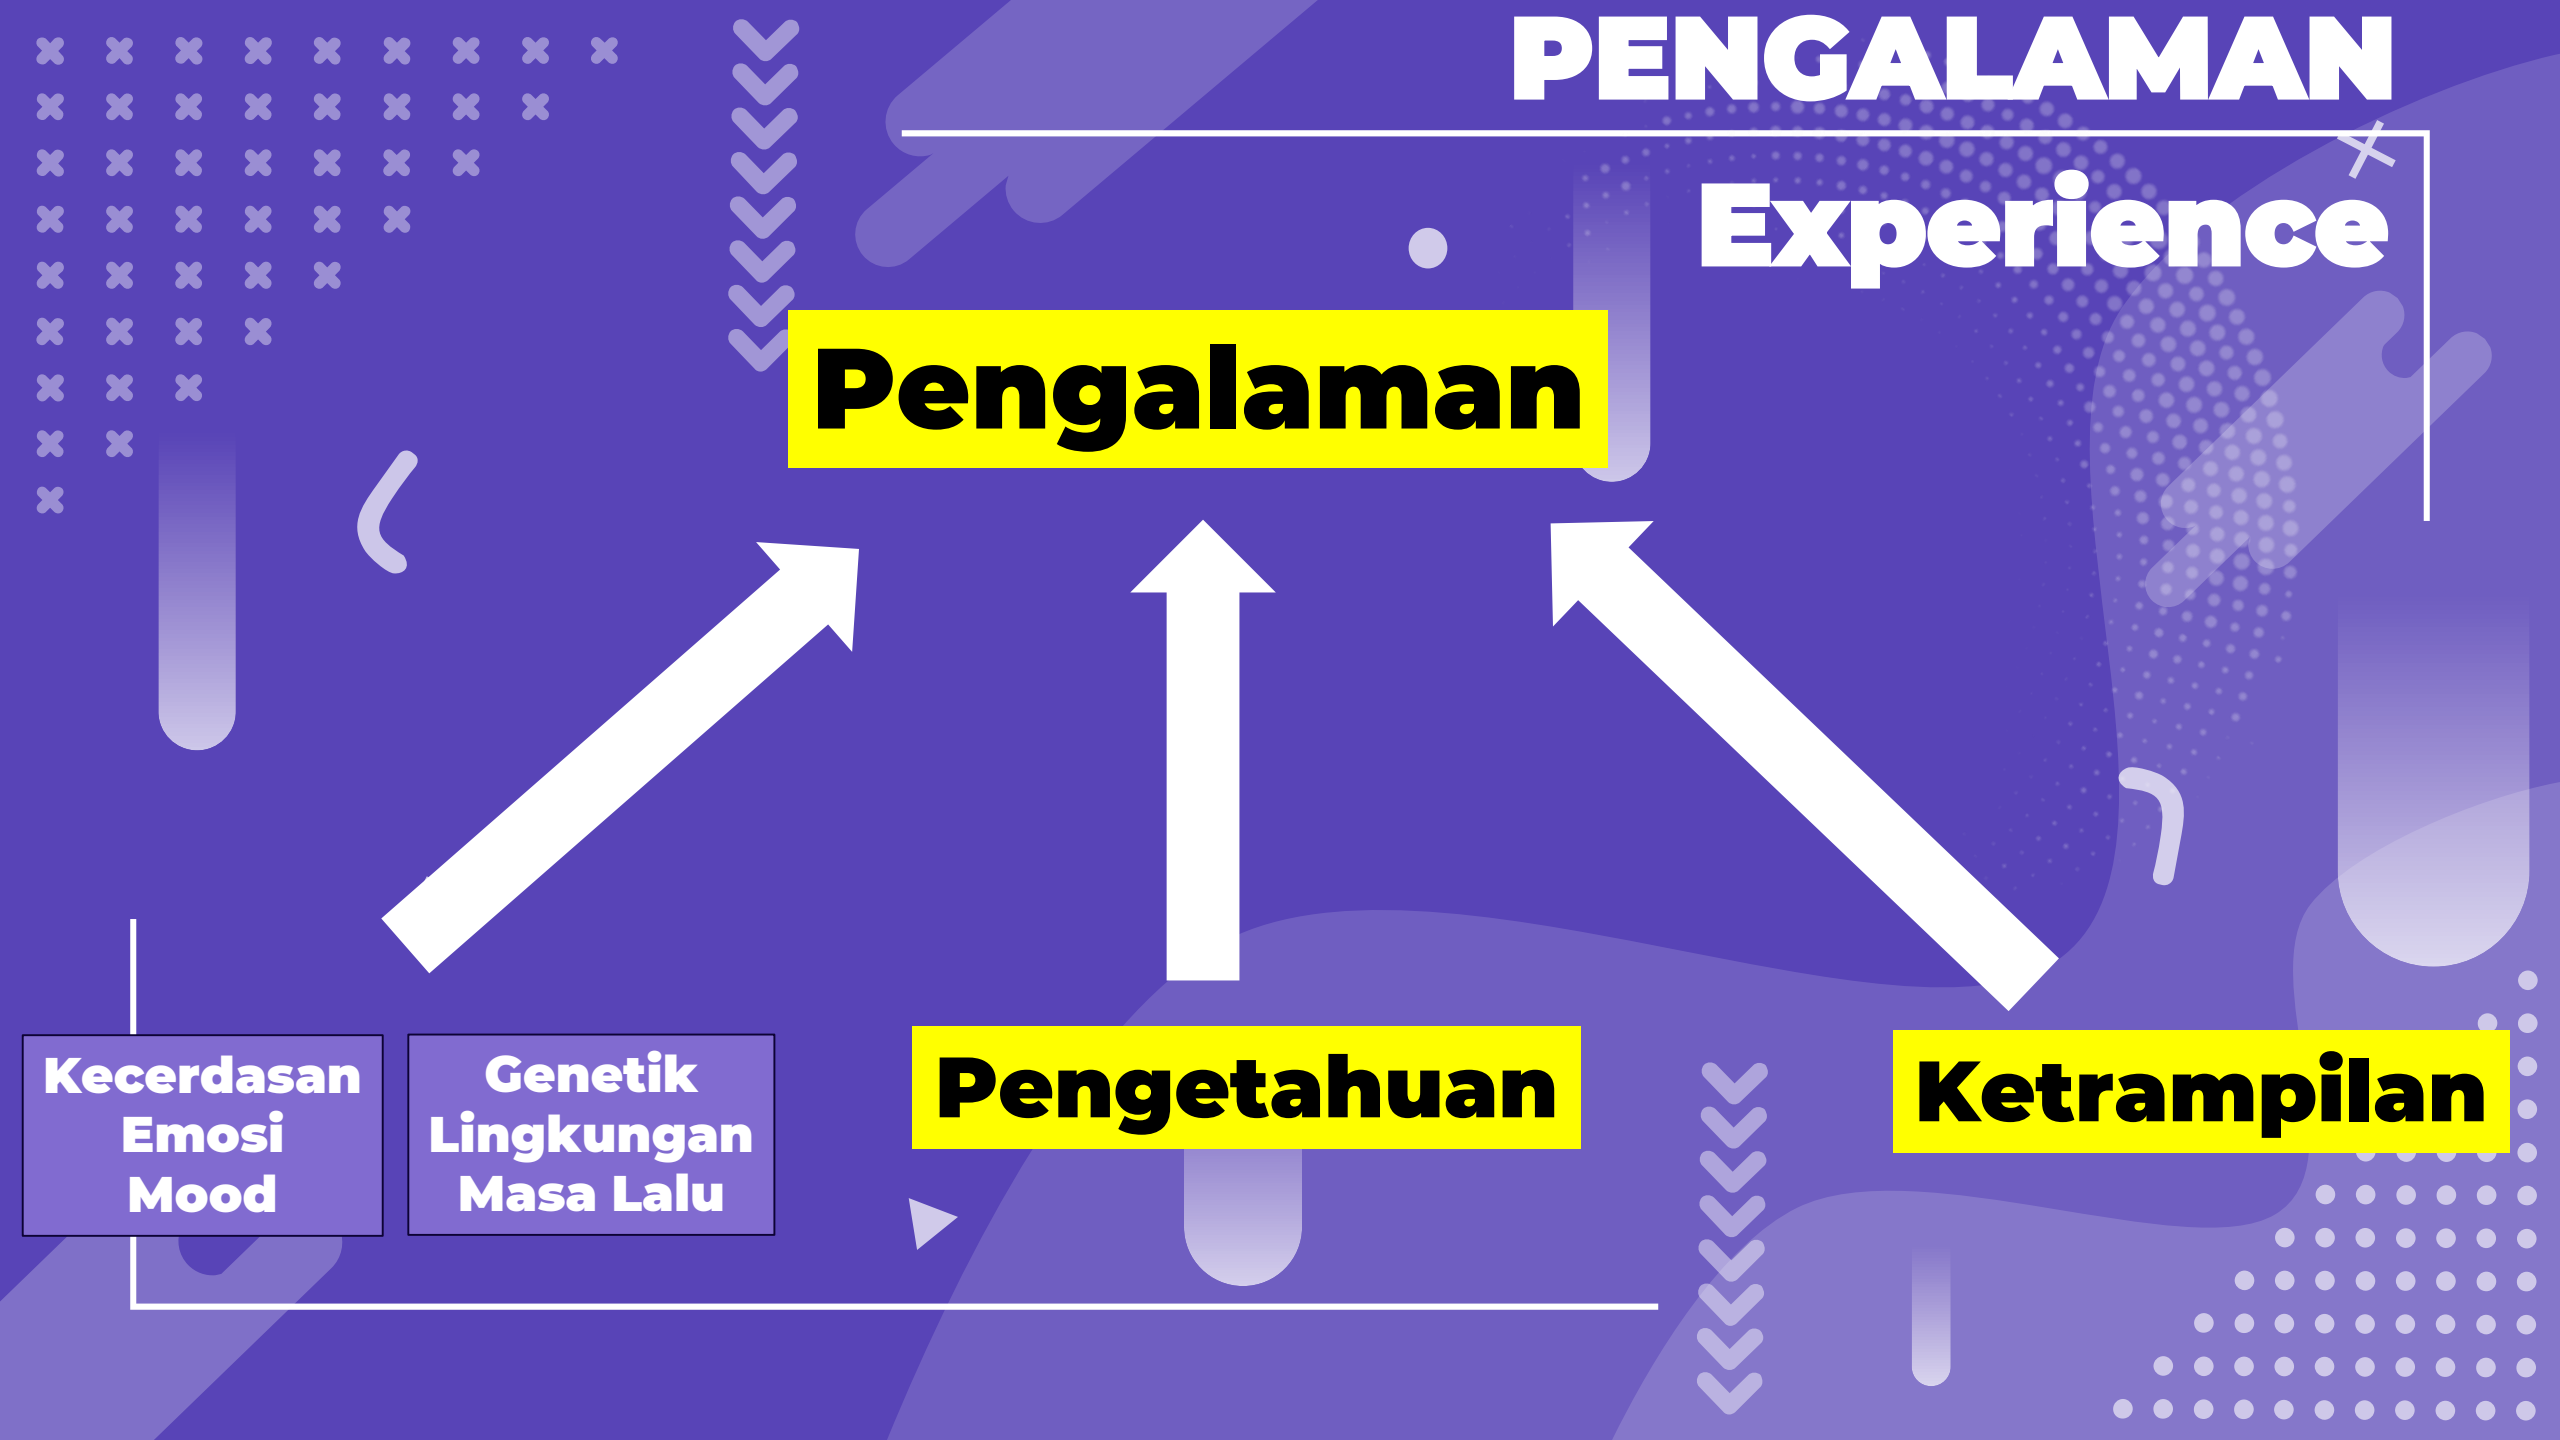 PENGALAMAN
Experience
Pengalaman
Kecerdasan
Emosi
Mood
Genetik
Lingkungan
Masa Lalu
Pengetahuan
Ketrampilan